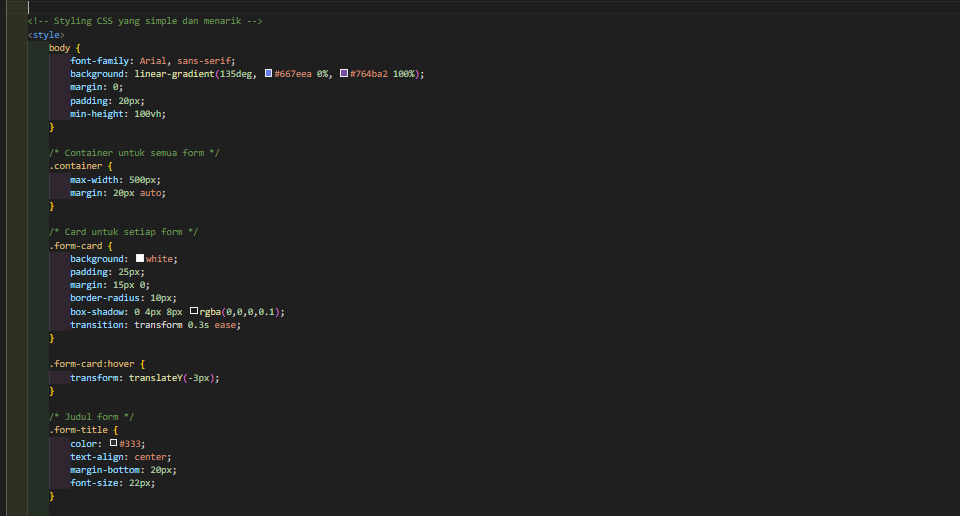 <!-- Styling CSS yang simple dan menarik -->
<style>
body {
font-family: Arial, sans-serif;
background: linear-gradient(135deg, #667eea 0%, #764ba2 100%);
margin: 0;
padding: 20px;
min-height: 100vh;
}
/* Container untuk semua form */
.container {
max-width: 500px;
margin: 20px auto;
}
/* Card untuk setiap form */
.form-card {
background: white;
padding: 25px;
margin: 15px 0;
border-radius: 10px;
box-shadow: 0 4px 8px rgba(0,0,0,0.1);
transition: transform 0.3s ease;
}
.form-card:hover {
transform: translateY(-3px);
}
/* Judul form */
.form-title {
color: #333;
text-align: center;
margin-bottom: 20px;
font-size: 22px;
}